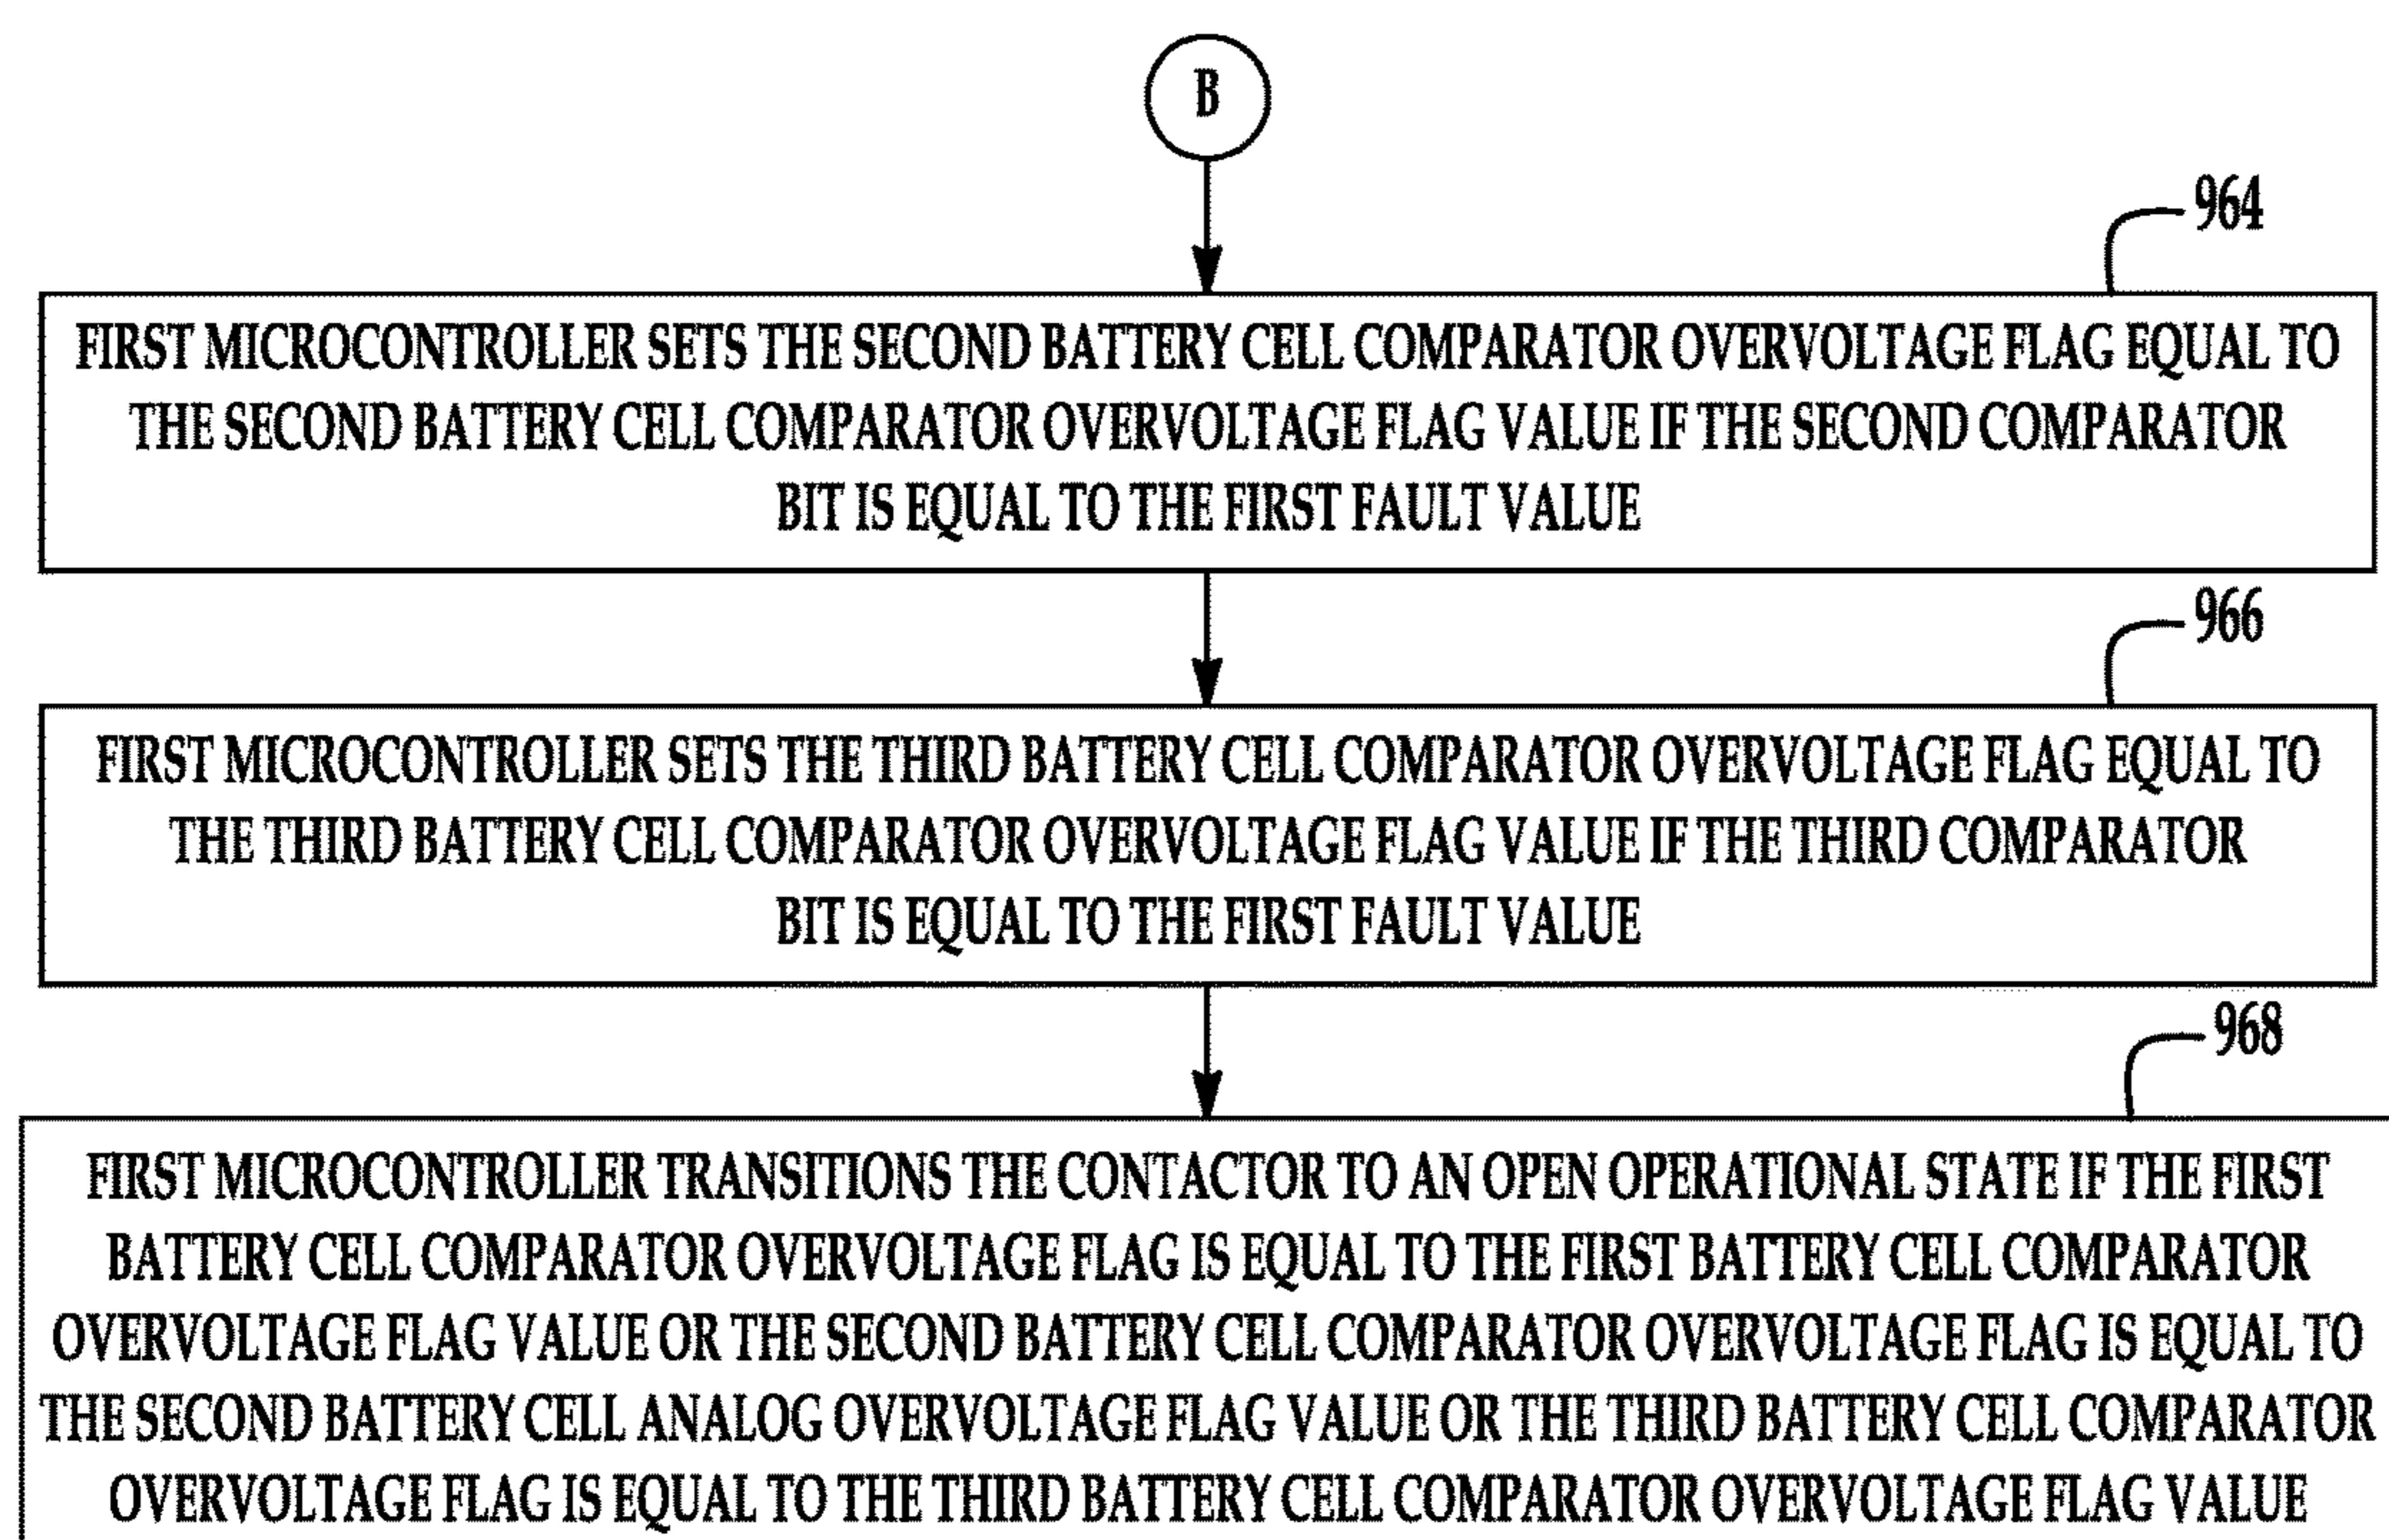 B
964
FIRST MICROCONTROLLER SETS THE SECOND BATTERY CELL COMPARATOR OVERVOLTAGE FLAG EQUAL TO
THE SECOND BATTERY CELL COMPARATOR OVERVOLTAGE FLAG VALUE IF THE SECOND COMPARATOR
BIT IS EQUAL TO THE FIRST FAULT VALUE
966
FIRST MICROCONTROLLER SETS THE THIRD BATTERY CELL COMPARATOR OVERVOLTAGE FLAG EQUAL TO
THE THIRD BATTERY CELL COMPARATOR OVERVOLTAGE FLAG VALUE IF THE THIRD COMPARATOR
BIT IS EQUAL TO THE FIRST FAULT VALUE
968
FIRST MICROCONTROLLER TRANSITIONS THE CONTACTOR TO AN OPEN OPERATIONAL STATE IF THE FIRST
BATTERY CELL COMPARATOR OVERVOLTAGE FLAG IS EQUAL TO THE FIRST BATTERY CELL COMPARATOR
OVERVOLTAGE FLAG VALUE OR THE SECOND BATTERY CELL COMPARATOR OVERVOLTAGE FLAG IS EQUAL TO
THE SECOND BATTERY CELL ANALOG OVERVOLTAGE FLAG VALUE OR THE THIRD BATTERY CELL COMPARATOR
OVERVOLTAGE FLAG IS EQUAL TO THE THIRD BATTERY CELL COMPARATOR OVERVOLTAGE FLAG VALUE